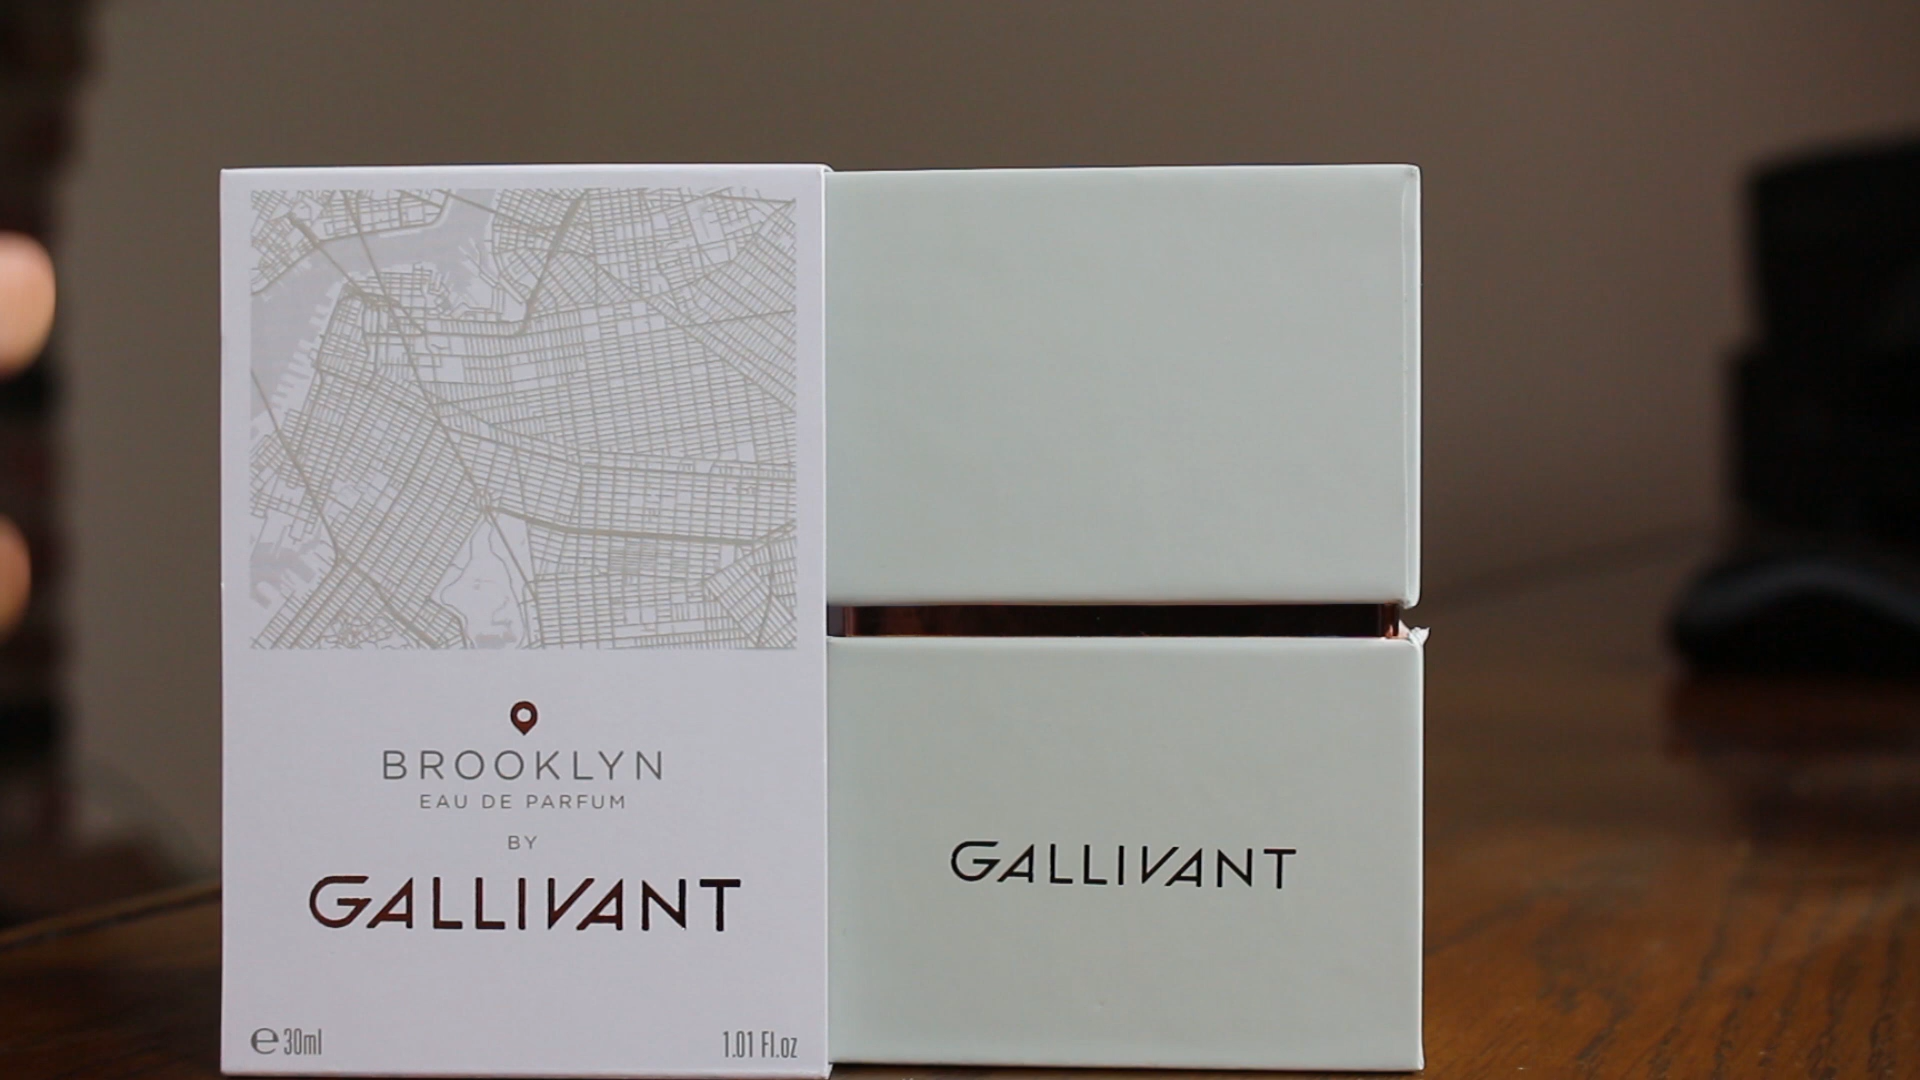 BROOKLYN
EAU DE PARFUM
BY
GALLIVANT
℮ 30ml
1.01 Fl.oz
GALLIVANT